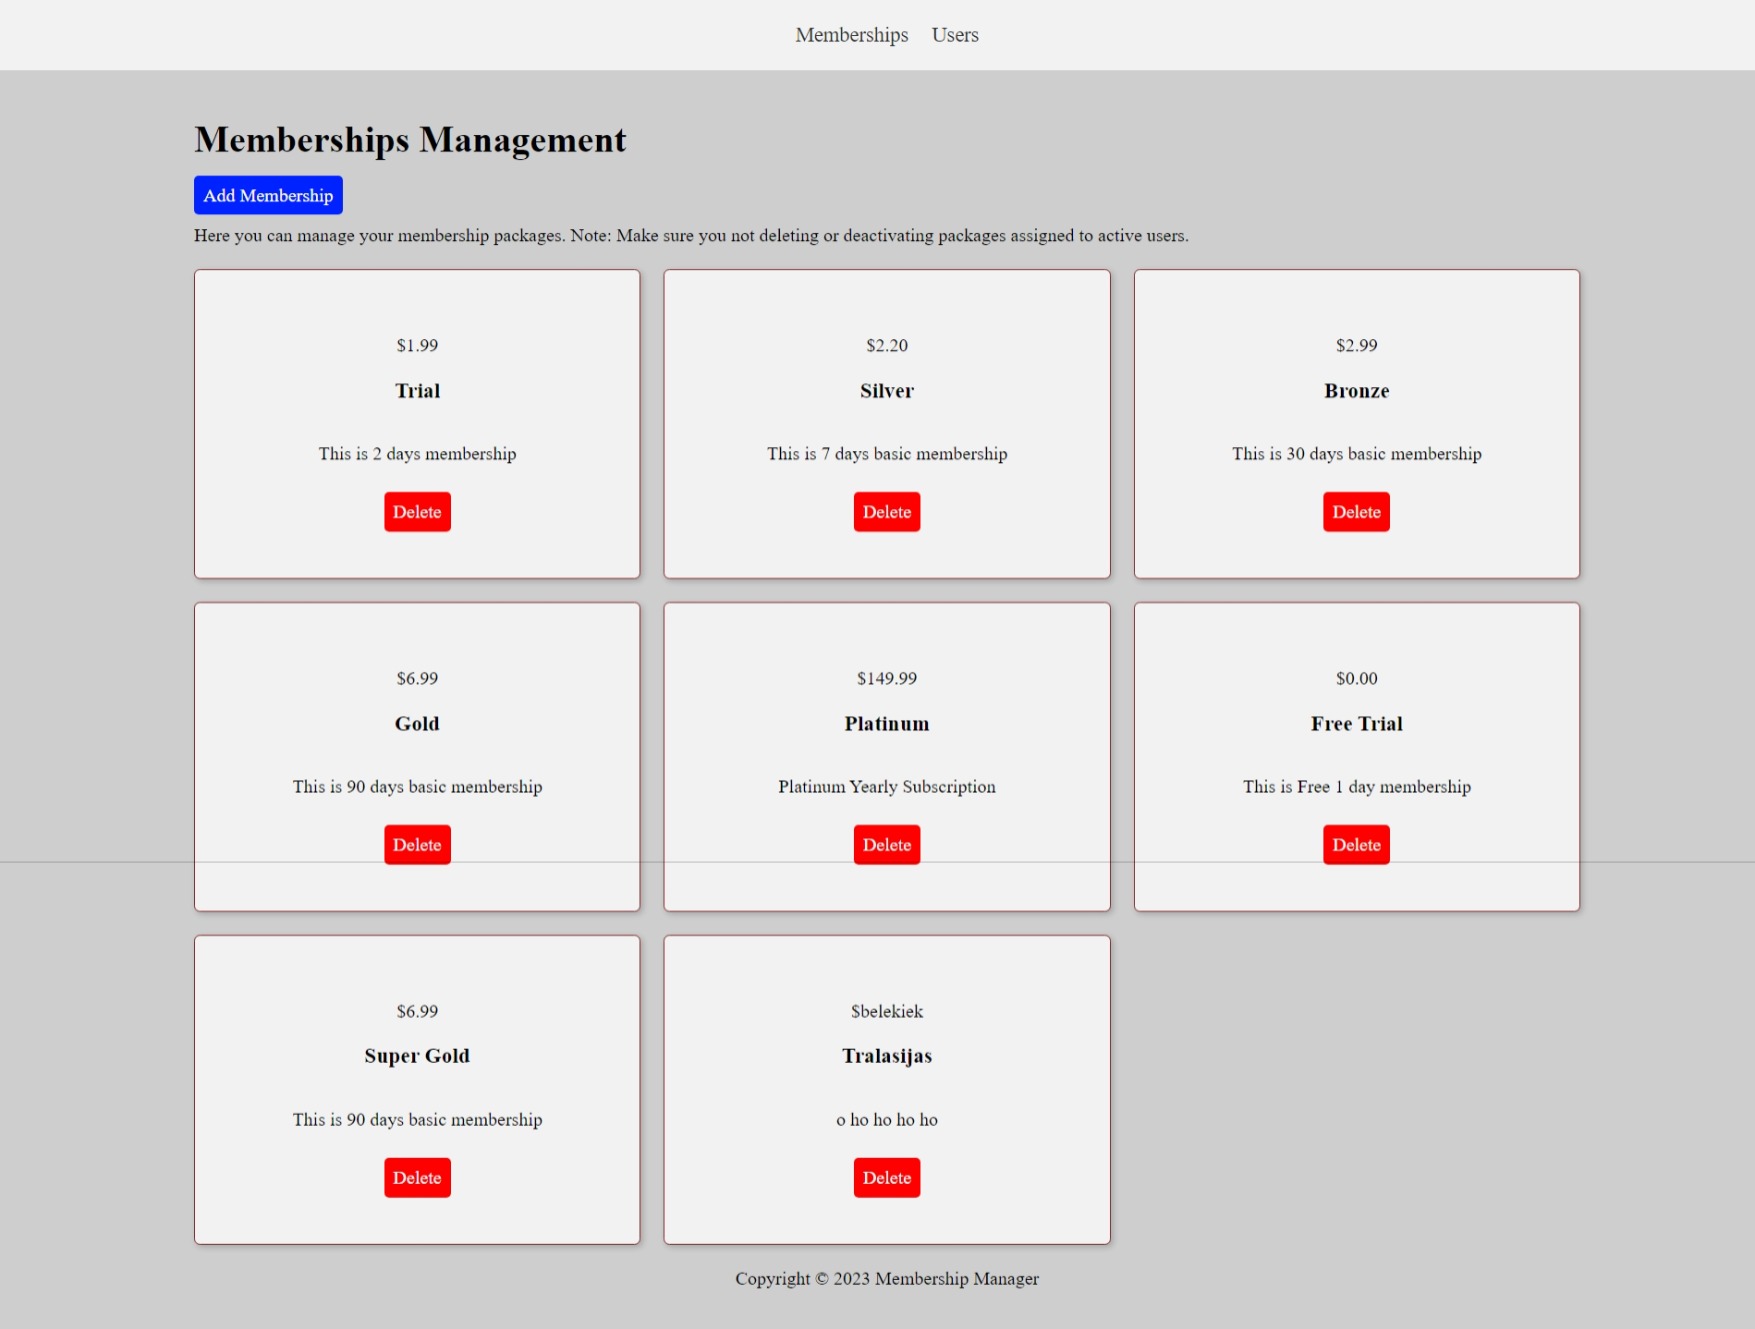 Memberships Users
Memberships Management
Add Membership
Here you can manage your membership packages. Note: Make sure you not deleting or deactivating packages assigned to active users.
$1.99
Trial
This is 2 days membership
Delete
$2.20
Silver
This is 7 days basic membership
Delete
$2.99
Bronze
This is 30 days basic membership
Delete
$6.99
Gold
This is 90 days basic membership
Delete
$149.99
Platinum
Platinum Yearly Subscription
Delete
$0.00
Free Trial
This is Free 1 day membership
Delete
$6.99
Super Gold
This is 90 days basic membership
Delete
$belekiek
Tralasijas
o ho ho ho ho
Delete
Copyright © 2023 Membership Manager